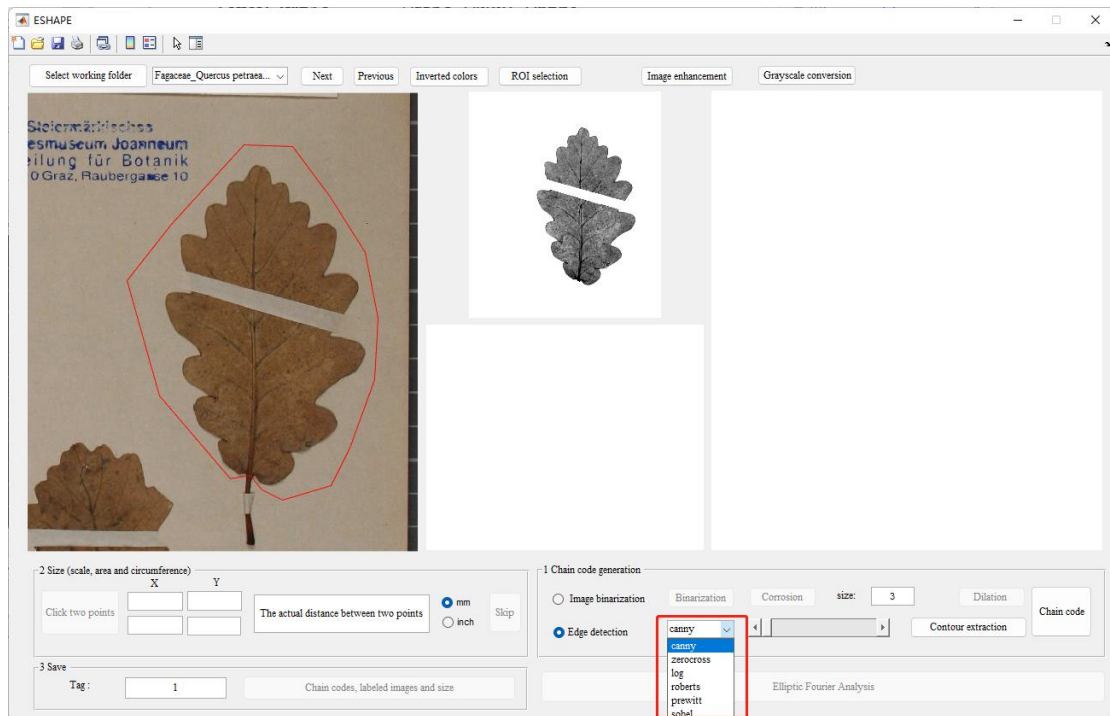 ESHAPE
Select working folder
Fagaceae_Quercus petraea...
Next
Previous
Inverted colors
ROI selection
Image enhancement
Grayscale conversion
esmuseum Joanneum
eilung für Botanik
0 Graz, Raubergasse 10
2 Size (scale, area and circumference)
X Y
Click two points
The actual distance between two points
mm
inch
Skip
3 Save
Tag :
1
Chain codes, labeled images and size
1 Chain code generation
Image binarization
Binarization
Corrosion
size:
3
Dilation
Chain code
Edge detection
canny
Contour extraction
canny
zerocross
log
roberts
prewitt
sobel
Elliptic Fourier Analysis